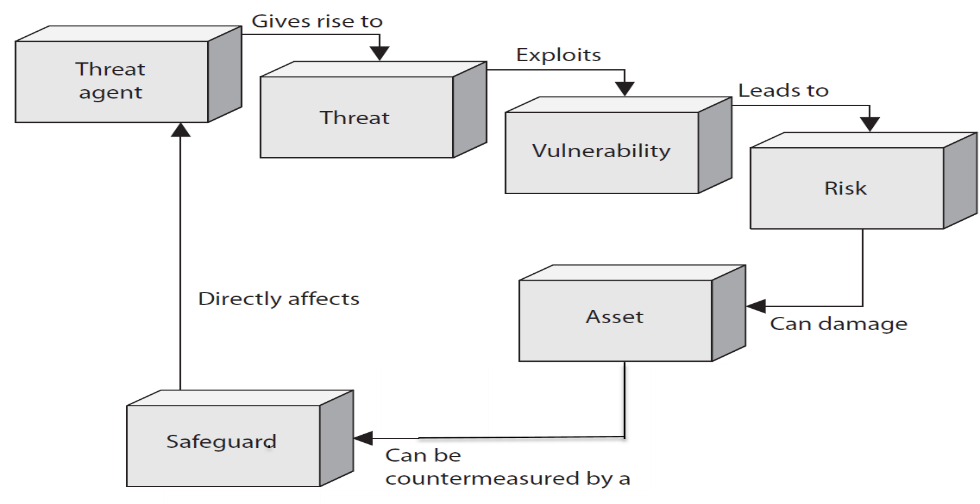 Gives rise to
Threat
agent
Exploits
Threat
Leads to
Vulnerability
Risk
Directly affects
Asset
Can damage
Safeguard
Can be
countermeasured by a